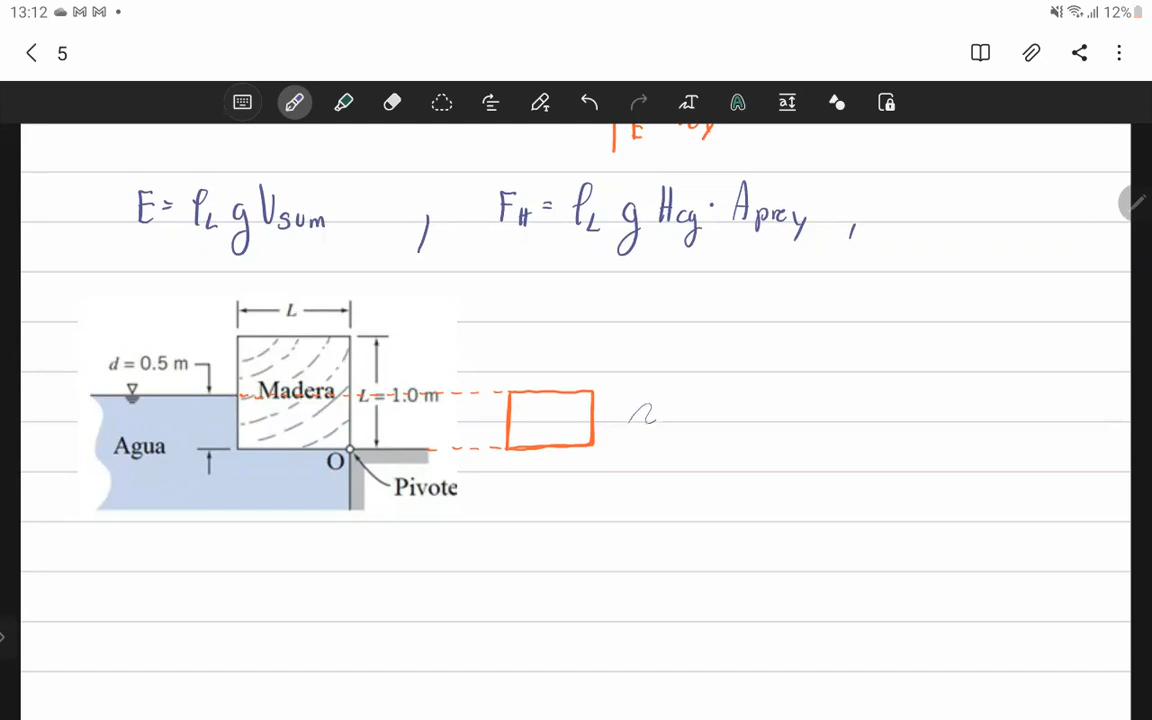 13:12
12%
5
E
E = ρL g Vsum , FH = ρL g Hcg · Aproy ,
L
d = 0.5 m
Madera
L = 1.0 m
Agua
O
Pivote